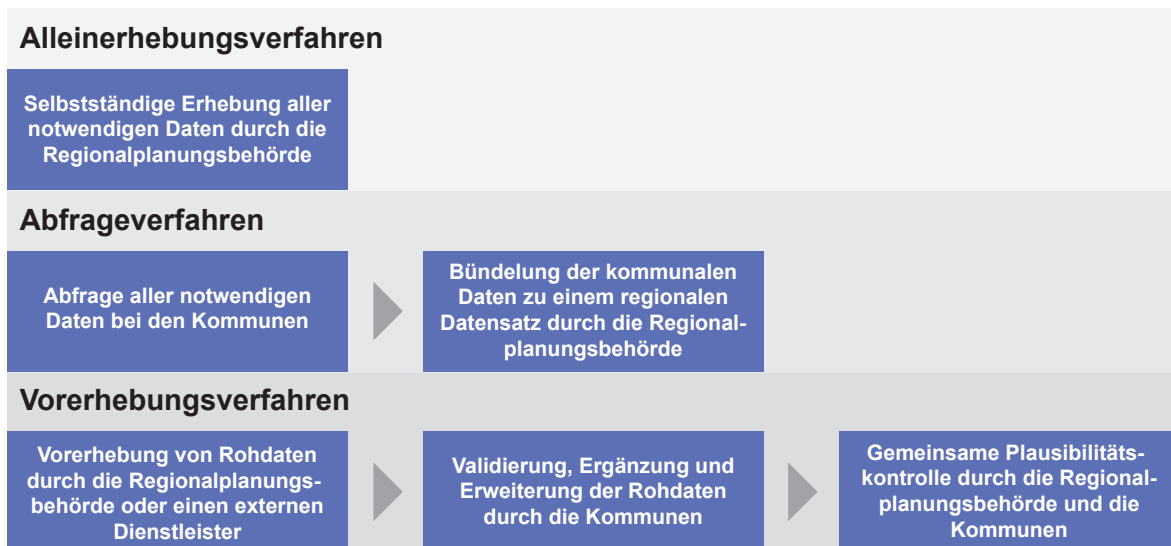 Alleinerhebungsverfahren
Selbstständige Erhebung aller
notwendigen Daten durch die
Regionalplanungsbehörde
Abfrageverfahren
Abfrage aller notwendigen
Daten bei den Kommunen
Bündelung der kommunalen
Daten zu einem regionalen
Datensatz durch die Regional-
planungsbehörde
Vorerhebungsverfahren
Vorerhebung von Rohdaten
durch die Regionalplanungs-
behörde oder einen externen
Dienstleister
Validierung, Ergänzung und
Erweiterung der Rohdaten
durch die Kommunen
Gemeinsame Plausibilitäts-
kontrolle durch die Regional-
planungsbehörde und die
Kommunen